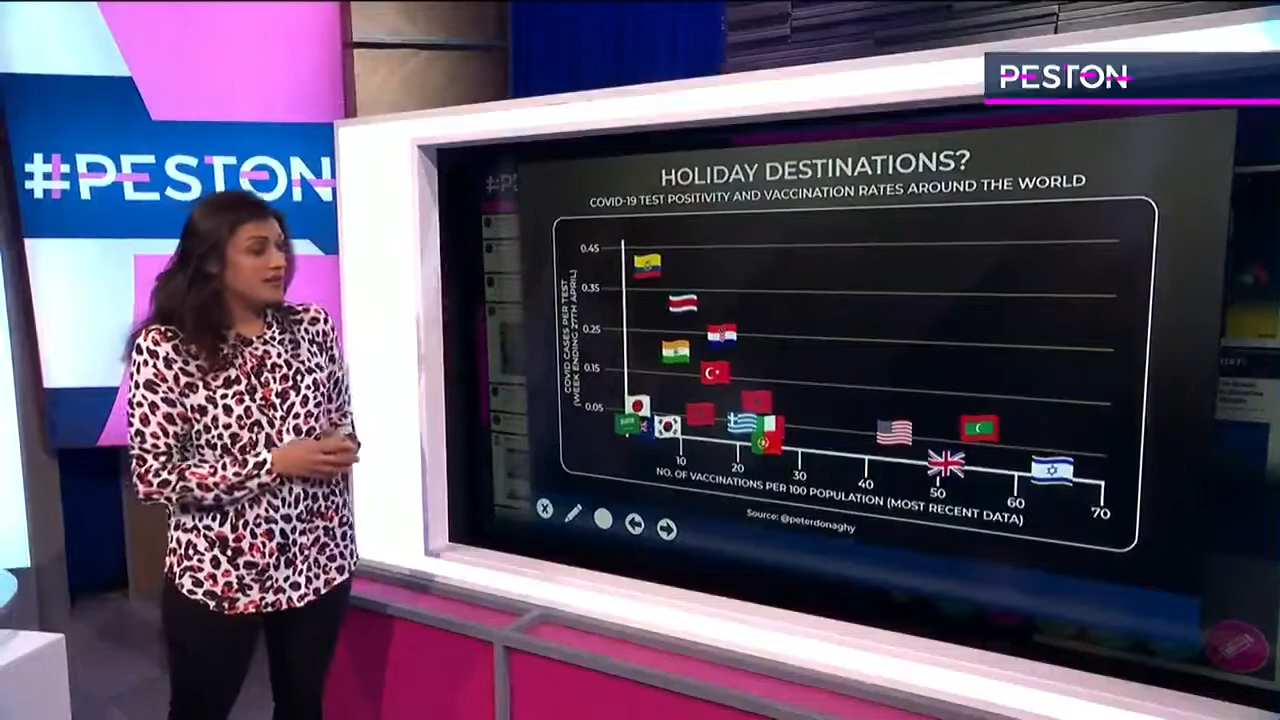 PESTON
#PESTON
#PE
HOLIDAY DESTINATIONS?
COVID-19 TEST POSITIVITY AND VACCINATION RATES AROUND THE WORLD
COVID CASES PER TEST
(WEEK ENDING 27TH APRIL)
0.45
0.35
0.25
0.15
0.05
10
20
30
40
50
60
70
NO. OF VACCINATIONS PER 100 POPULATION (MOST RECENT DATA)
X
Source: @peterdonaghy